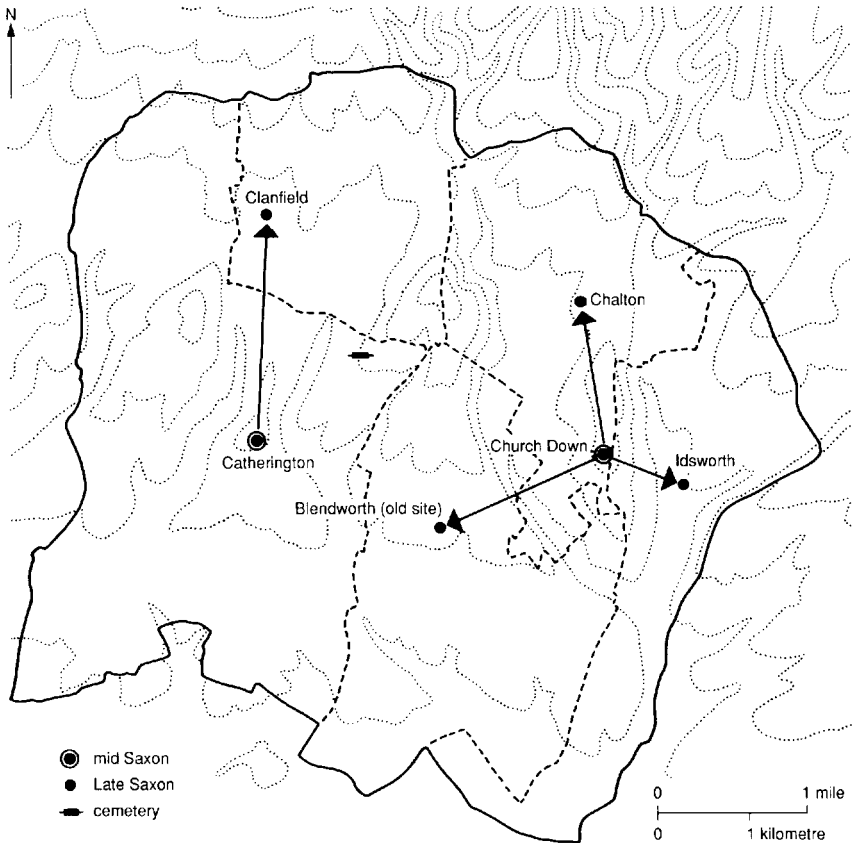 N
Clanfield
Chalton
Church Down
Idsworth
Catherington
Blendworth (old site)
mid Saxon
Late Saxon
cemetery
0 1 mile
0 1 kilometre